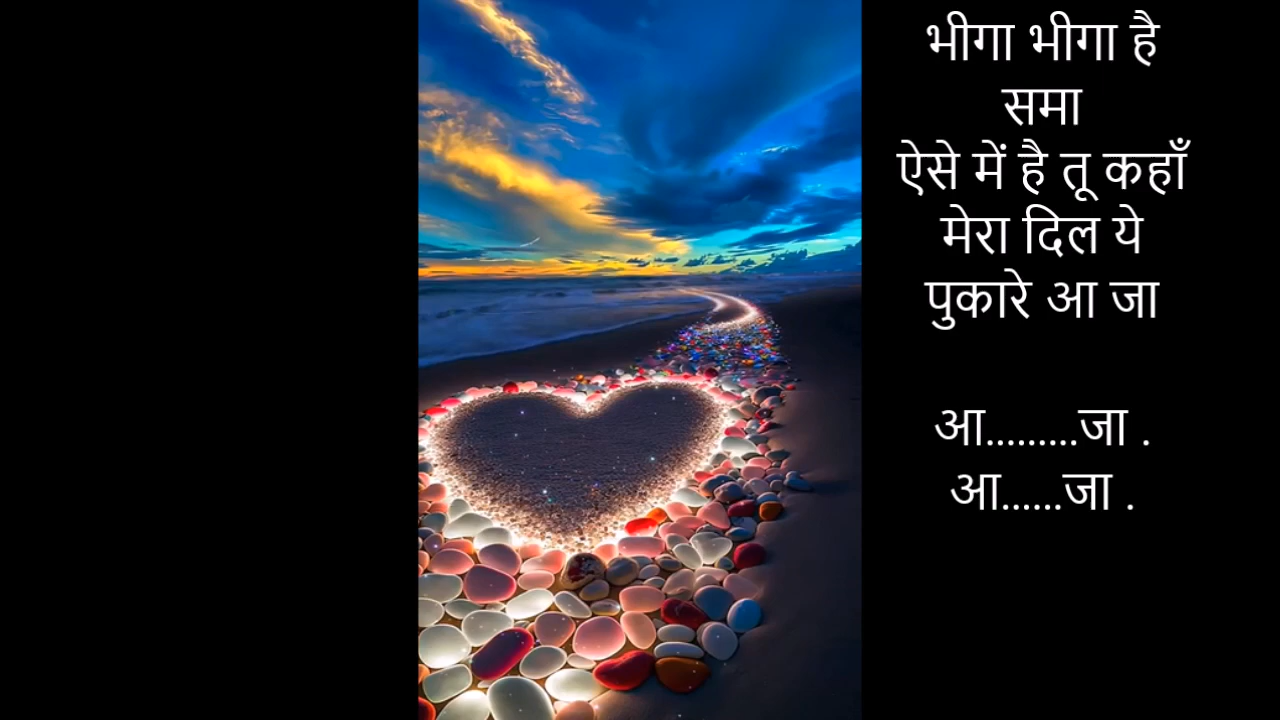 भीगा भीगा है
समा
ऐसे में है तू कहाँ
मेरा दिल ये
पुकारे आ जा
आ.........जा .
आ......जा .